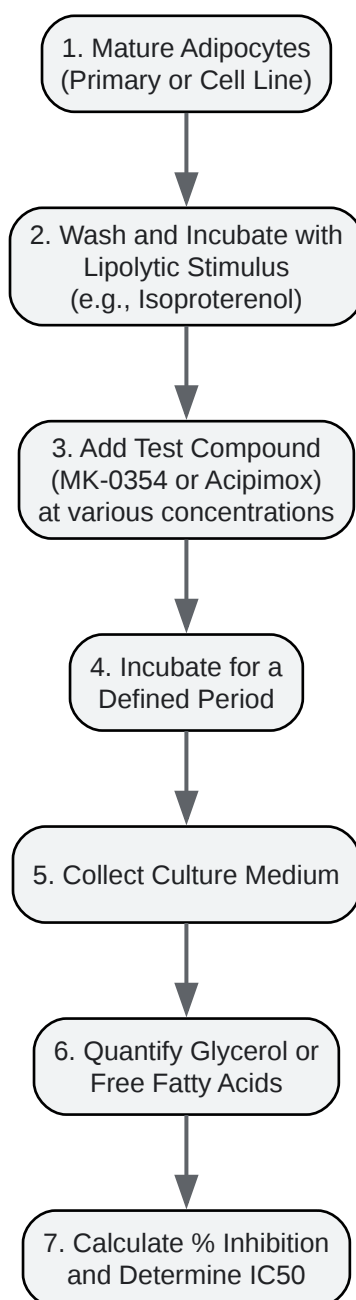 1. Mature Adipocytes
(Primary or Cell Line)
2. Wash and Incubate with
Lipolytic Stimulus
(e.g., Isoproterenol)
3. Add Test Compound
(MK-0354 or Acipimox)
at various concentrations
4. Incubate for a
Defined Period
5. Collect Culture Medium
6. Quantify Glycerol or
Free Fatty Acids
7. Calculate % Inhibition
and Determine IC50